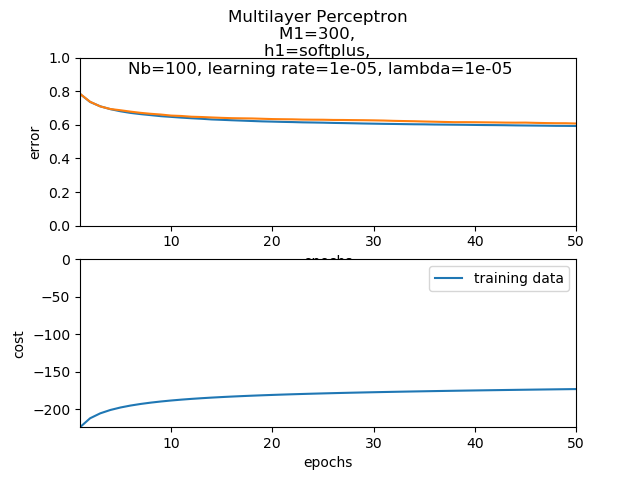 Multilayer Perceptron
M1=300,
h1=softplus,
Nb=100, learning rate=1e-05, lambda=1e-05
1.0
0.8
0.6
0.4
0.2
0.0
error
10
20
30
40
50
epochs
0
−50
−100
−150
−200
cost
training data
10
20
30
40
50
epochs